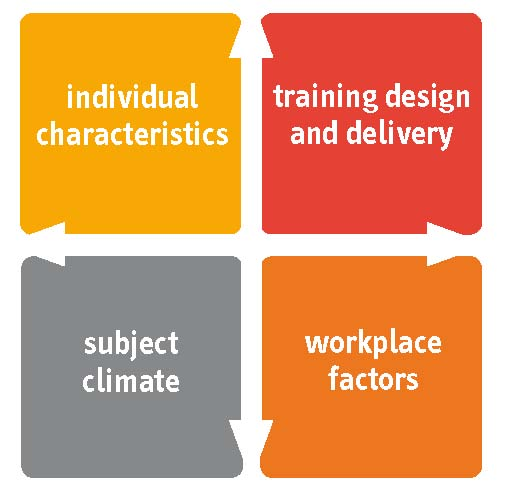 individual
characteristics
training design
and delivery
subject
climate
workplace
factors